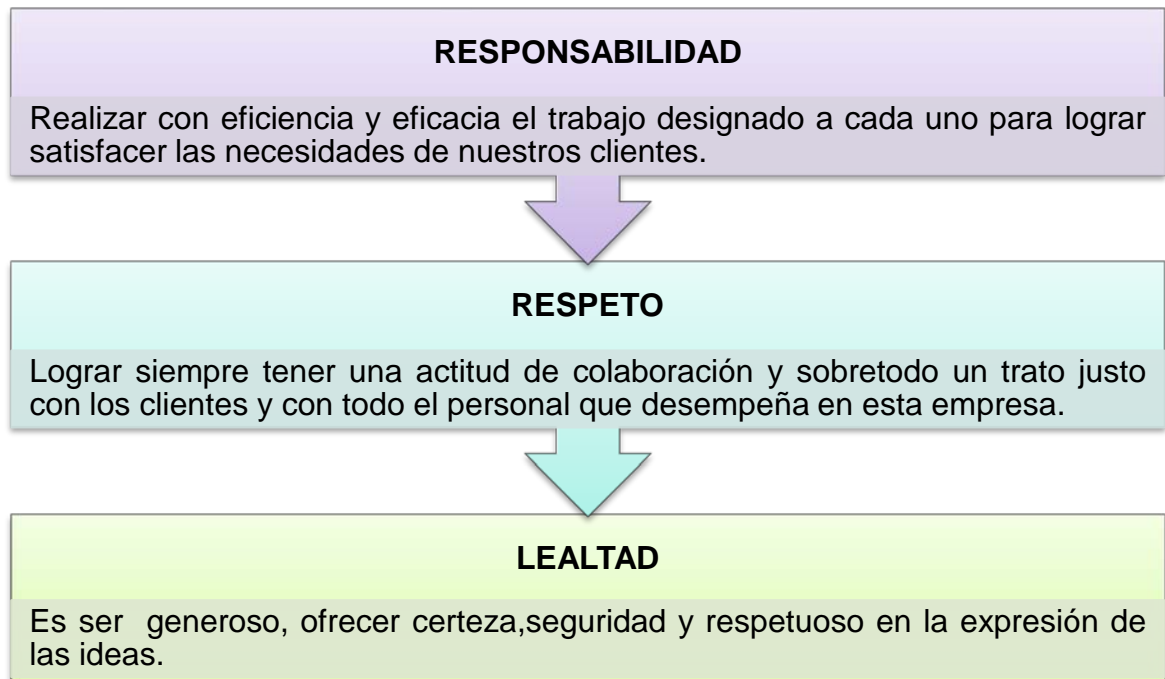 RESPONSABILIDAD
Realizar con eficiencia y eficacia el trabajo designado a cada uno para lograr
satisfacer las necesidades de nuestros clientes.
RESPETO
Lograr siempre tener una actitud de colaboración y sobretodo un trato justo
con los clientes y con todo el personal que desempeña en esta empresa.
LEALTAD
Es ser  generoso, ofrecer certeza,seguridad y respetuoso en la expresión de
las ideas.